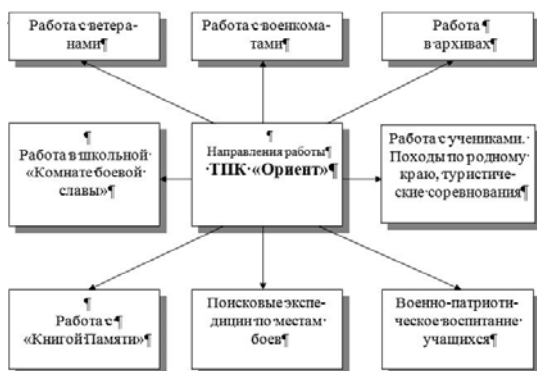 Работа с ветера-
нами¶
Работа с военкома-
тами¶
Работа ¶
в архивах¶
¶
Работа в школьной
«Комнате боевой
славы»¶
¶
Направления работы¶
ТПК «Ориент»¶
Работа с учениками.
Походы по родному
краю, туристиче-
ские соревнования¶
¶
Работа с ¶
«Книгой Памяти»¶
Поисковые экспе-
диции по местам
боев¶
Военно-патриоти-
ческое воспитание
учащихся¶